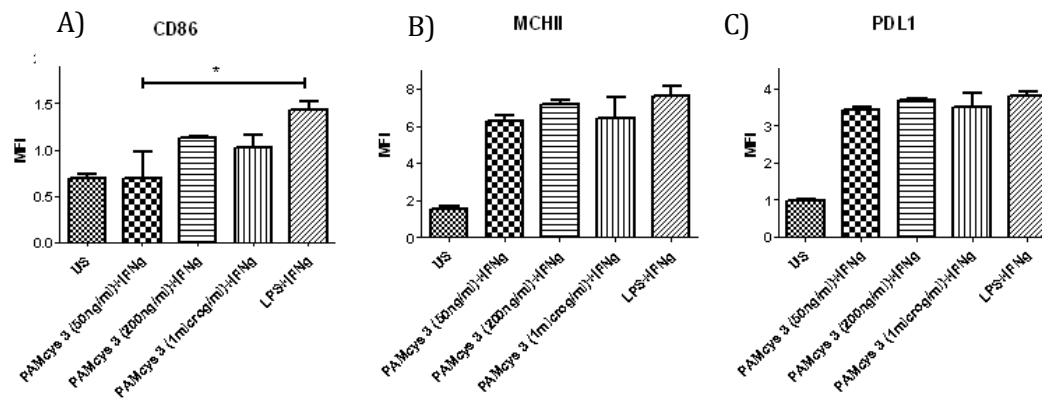 A)
CD86
*
MFI
1.5
1.0
0.5
0.0
US
PAMcys 3 (50ng/ml)+IFNg
PAMcys 3 (200ng/ml)+IFNg
PAMcys 3 (1microg/ml)+IFNg
LPS+IFNg
B)
MCHII
MFI
8
6
4
2
0
US
PAMcys 3 (50ng/ml)+IFNg
PAMcys 3 (200ng/ml)+IFNg
PAMcys 3 (1microg/ml)+IFNg
LPS+IFNg
C)
PDL1
MFI
4
3
2
1
0
US
PAMcys 3 (50ng/ml)+IFNg
PAMcys 3 (200ng/ml)+IFNg
PAMcys 3 (1microg/ml)+IFNg
LPS+IFNg